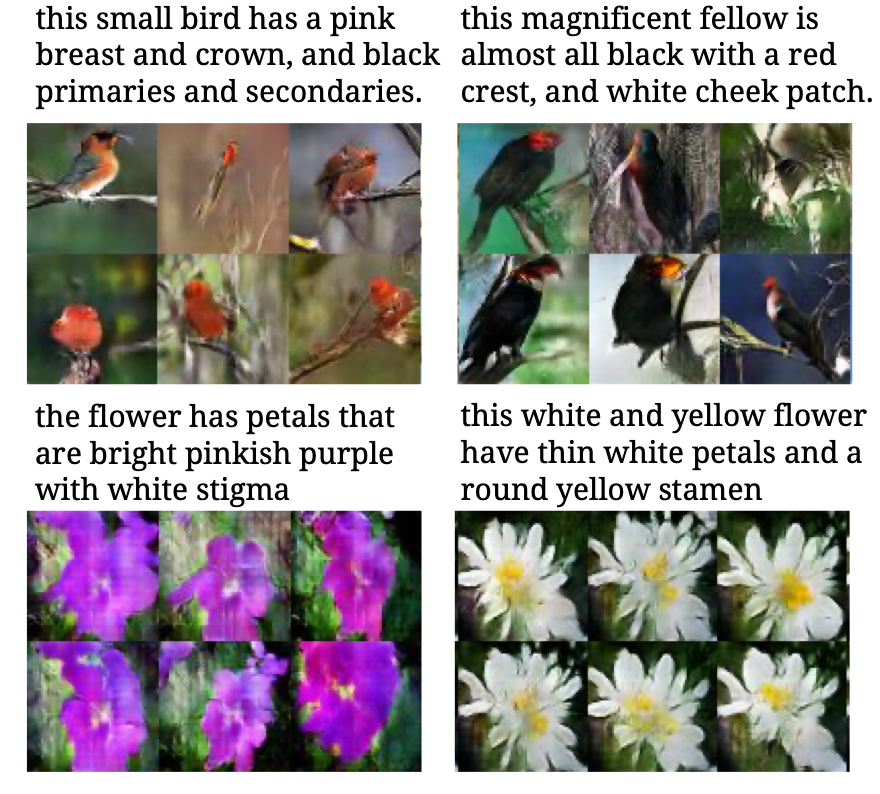 this small bird has a pink
breast and crown, and black
primaries and secondaries.
this magnificent fellow is
almost all black with a red
crest, and white cheek patch.
the flower has petals that
are bright pinkish purple
with white stigma
this white and yellow flower
have thin white petals and a
round yellow stamen